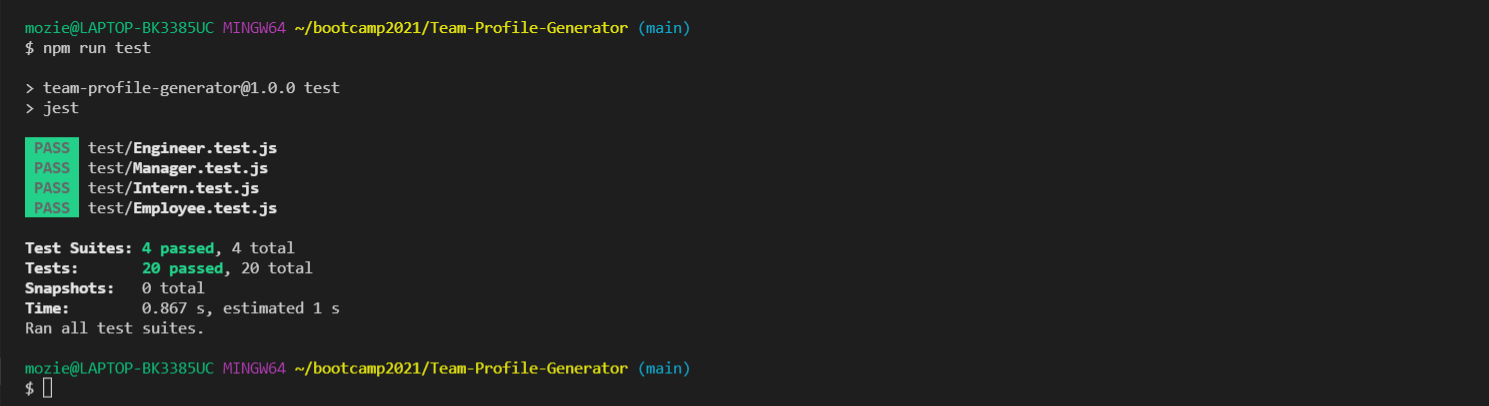 mozie@LAPTOP-BK3385UC MINGW64 ~/bootcamp2021/Team-Profile-Generator (main)
$ npm run test
> team-profile-generator@1.0.0 test
> jest
PASS test/Engineer.test.js
PASS test/Manager.test.js
PASS test/Intern.test.js
PASS test/Employee.test.js
Test Suites: 4 passed, 4 total
Tests:       20 passed, 20 total
Snapshots:   0 total
Time:        0.867 s, estimated 1 s
Ran all test suites.
mozie@LAPTOP-BK3385UC MINGW64 ~/bootcamp2021/Team-Profile-Generator (main)
$